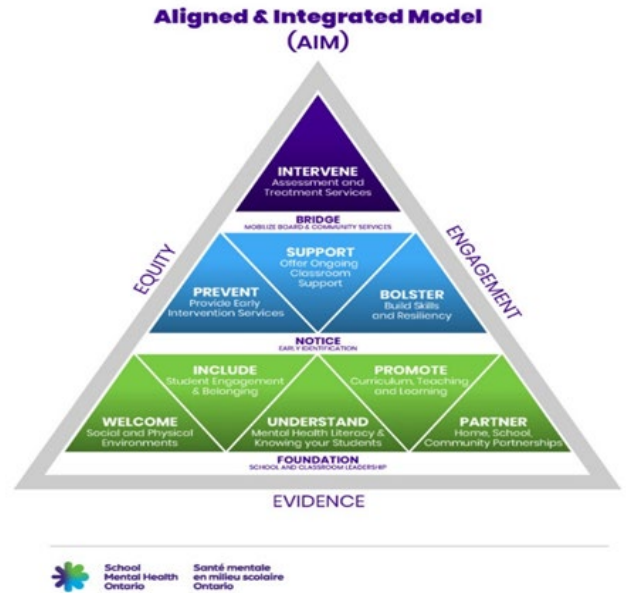 Aligned & Integrated Model
(AIM)
INTERVENE
Assessment and
Treatment Services
BRIDGE
MOBILIZE BOARD & COMMUNITY SERVICES
EQUITY
ENGAGEMENT
SUPPORT
Offer Ongoing
Classroom
Support
PREVENT
Provide Early
Intervention Services
BOLSTER
Build Skills
and Resiliency
NOTICE
EARLY IDENTIFICATION
INCLUDE
Student Engagement
& Belonging
PROMOTE
Curriculum, Teaching
and Learning
WELCOME
Social and Physical
Environments
UNDERSTAND
Mental Health Literacy &
Knowing your Students
PARTNER
Home, School,
Community Partnerships
FOUNDATION
SCHOOL AND CLASSROOM LEADERSHIP
EVIDENCE
School
Mental Health
Ontario
Santé mentale
en milieu scolaire
Ontario